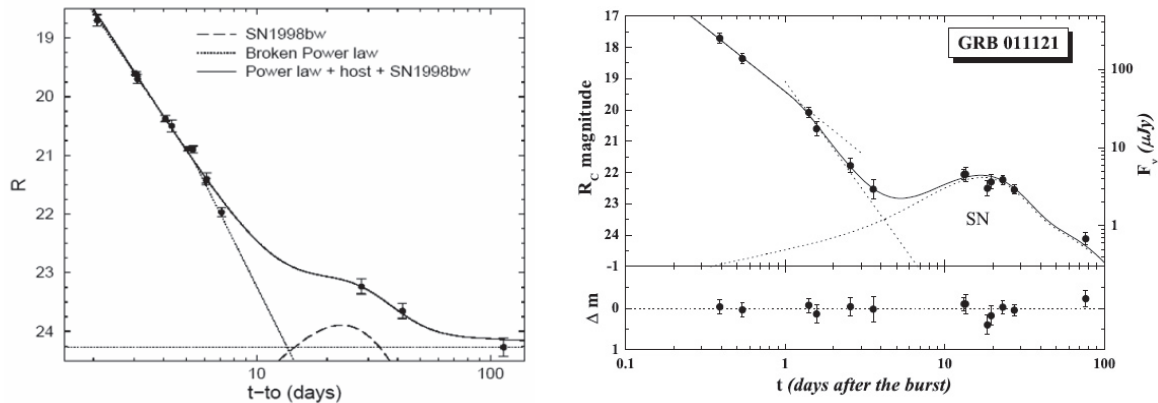 SN1998bw
Broken Power law
Power law + host + SN1998bw
18
19
20
21
22
23
24
R
10
100
t−to (days)
GRB 011121
17
18
19
20
21
22
23
24
-1
0
1
R_C magnitude
Δ m
100
10
1
F_ν (μJy)
SN
0.1
1
10
100
t (days after the burst)